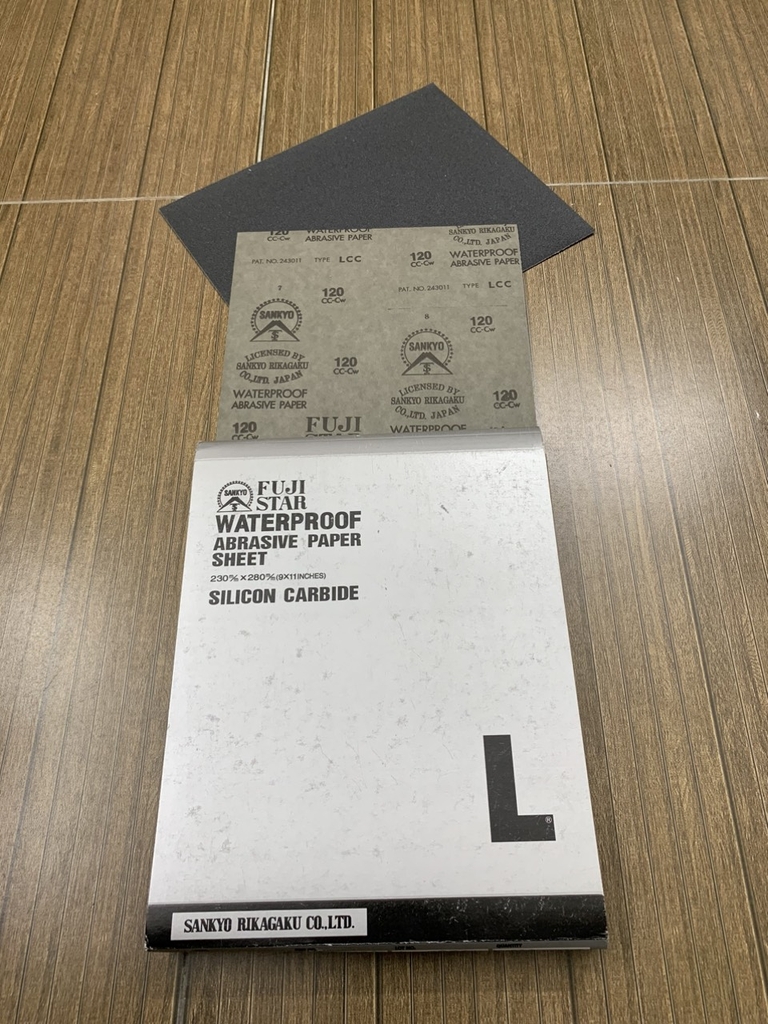 120
CC-Cw
WATERPROOF
ABRASIVE PAPER
SANKYO RIKAGAKU
CO.,LTD. JAPAN
PAT. NO. 243011 TYPE LCC
120
CC-Cw
WATERPROOF
ABRASIVE PAPER
7
120
CC-Cw
PAT. NO. 243011 TYPE LCC
SANKYO
8
120
CC-Cw
SANKYO
LICENSED BY
SANKYO RIKAGAKU
CO.,LTD. JAPAN
120
CC-Cw
LICENSED BY
SANKYO RIKAGAKU
CO.,LTD. JAPAN
120
CC-Cw
WATERPROOF
ABRASIVE PAPER
120
CC-Cw
FUJI
STAR
WATERPROOF
SANKYO
FUJI
STAR
WATERPROOF
ABRASIVE PAPER
SHEET
230㎜×280㎜(9X11INCHES)
SILICON CARBIDE
L®
SANKYO RIKAGAKU CO.,LTD.